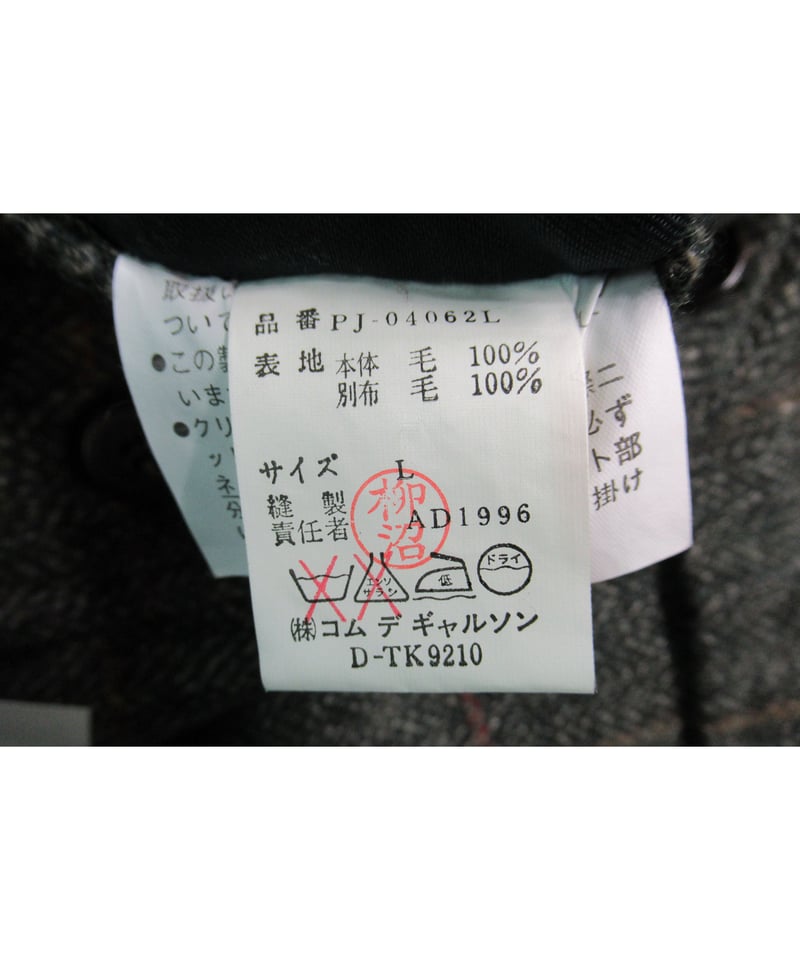 品番 PJ-04062L
表地 本体 毛 100%
別布 毛 100%
サイズ L
縫製
責任者
柳沼
AD1996
エンソ
サラシ
低
ドライ
㈱コム デ ギャルソン
D-TK9210
取扱い
ついて
●この製
いま
●クリ
ッ
ネ
分
二
必ず
ト部
掛け